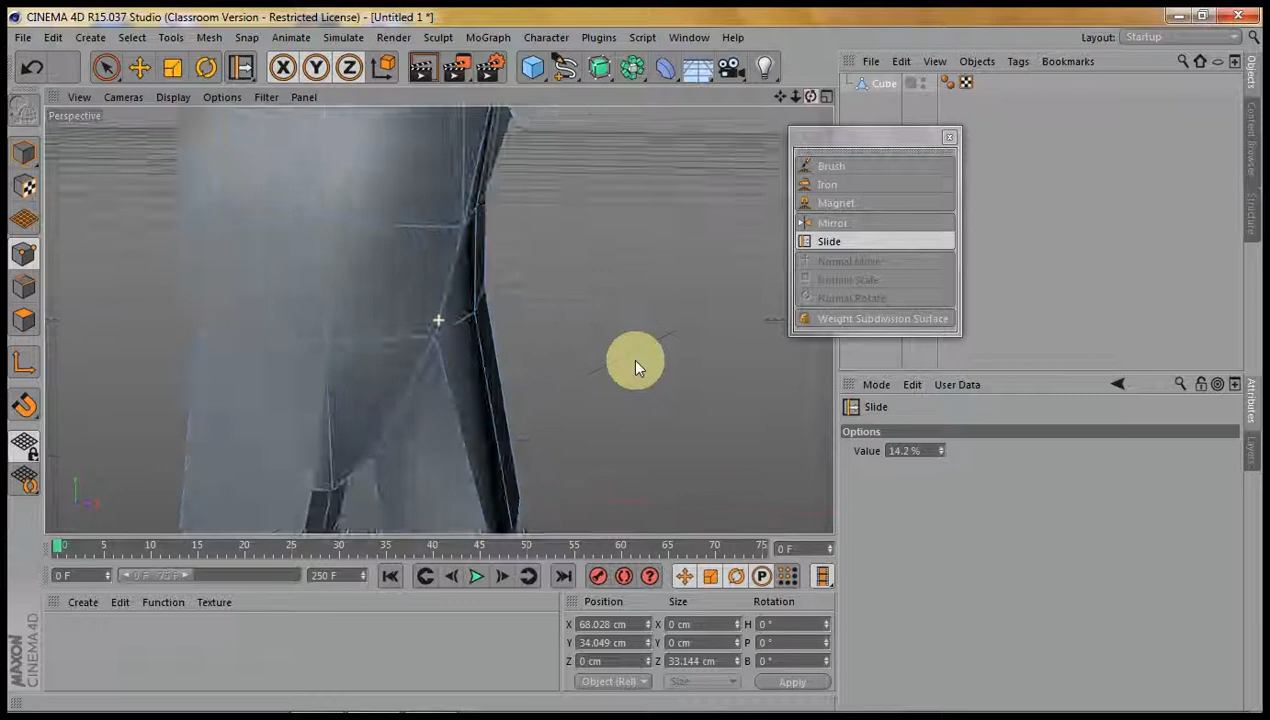 CINEMA 4D R15.037 Studio (Classroom Version - Restricted License) - [Untitled 1 *]
File Edit Create Select Tools Mesh Snap Animate Simulate Render Sculpt MoGraph Character Plugins Script Window Help Layout: Startup
X Y Z
File Edit View Objects Tags Bookmarks
View Cameras Display Options Filter Panel
Cube
Perspective
Objects
Content Browser
Structure
Brush
Iron
Magnet
Mirror
Slide
Normal Move
Normal Scale
Normal Rotate
Weight Subdivision Surface
Mode Edit User Data
Slide
Options
Value 14.2 %
Attributes
Layers
0 5 10 15 20 25 30 35 40 45 50 55 60 65 70 75 0 F
0 F 0 F 75 F 250 F P
Create Edit Function Texture
Position Size Rotation
X 68.028 cm X 0 cm H 0 °
Y 34.049 cm Y 0 cm P 0 °
Z 0 cm Z 33.144 cm B 0 °
Object (Rel) Size Apply
MAXON
CINEMA 4D